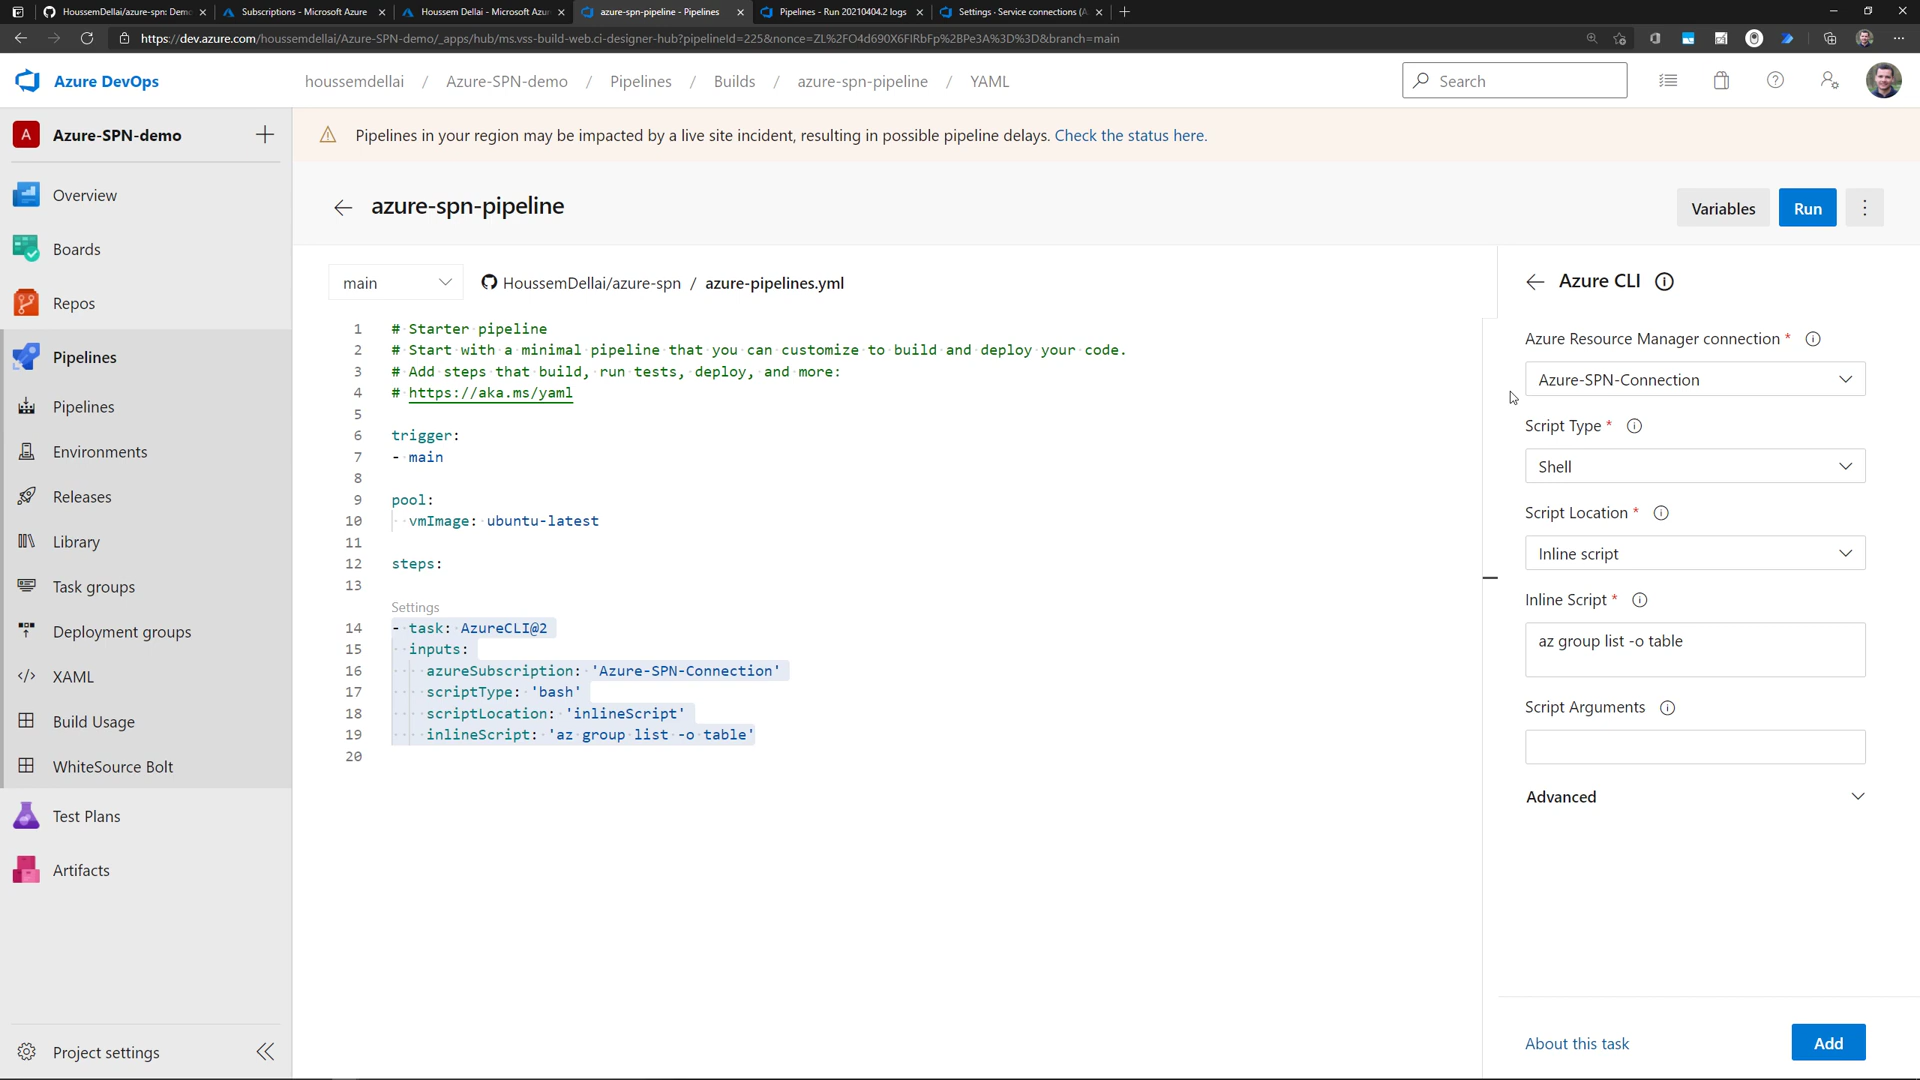 HoussemDellai/azure-spn: Dem
Subscriptions - Microsoft Azure
Houssem Dellai - Microsoft Azu
azure-spn-pipeline - Pipelines
Pipelines - Run 20210404.2 logs
Settings - Service connections (A
https://dev.azure.com/houssemdellai/Azure-SPN-demo/_apps/hub/ms.vss-build-web.ci-designer-hub?pipelineId=225&nonce=ZL%2FO4d690X6FIRbFp%2BPe3A%3D%3D&branch=main
Azure DevOps
houssemdellai / Azure-SPN-demo / Pipelines / Builds / azure-spn-pipeline / YAML
Search
A Azure-SPN-demo
Pipelines in your region may be impacted by a live site incident, resulting in possible pipeline delays. Check the status here.
Overview
Boards
Repos
Pipelines
Pipelines
Environments
Releases
Library
Task groups
Deployment groups
XAML
Build Usage
WhiteSource Bolt
Test Plans
Artifacts
Project settings
azure-spn-pipeline
Variables
Run
main
HoussemDellai/azure-spn / azure-pipelines.yml
1 # Starter pipeline
2 # Start with a minimal pipeline that you can customize to build and deploy your code.
3 # Add steps that build, run tests, deploy, and more:
4 # https://aka.ms/yaml
5
6 trigger:
7 - main
8
9 pool:
10 vmImage: ubuntu-latest
11
12 steps:
13
Settings
14 - task: AzureCLI@2
15 inputs:
16 azureSubscription: 'Azure-SPN-Connection'
17 scriptType: 'bash'
18 scriptLocation: 'inlineScript'
19 inlineScript: 'az group list -o table'
20
Azure CLI
Azure Resource Manager connection *
Azure-SPN-Connection
Script Type *
Shell
Script Location *
Inline script
Inline Script *
az group list -o table
Script Arguments
Advanced
About this task
Add